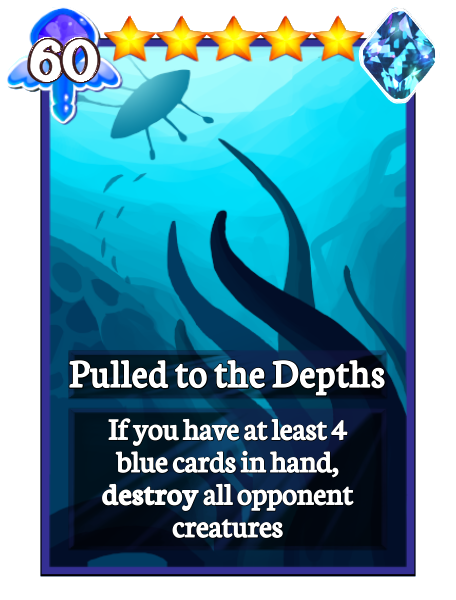 60
Pulled to the Depths
If you have at least 4
blue cards in hand,
destroy all opponent
creatures